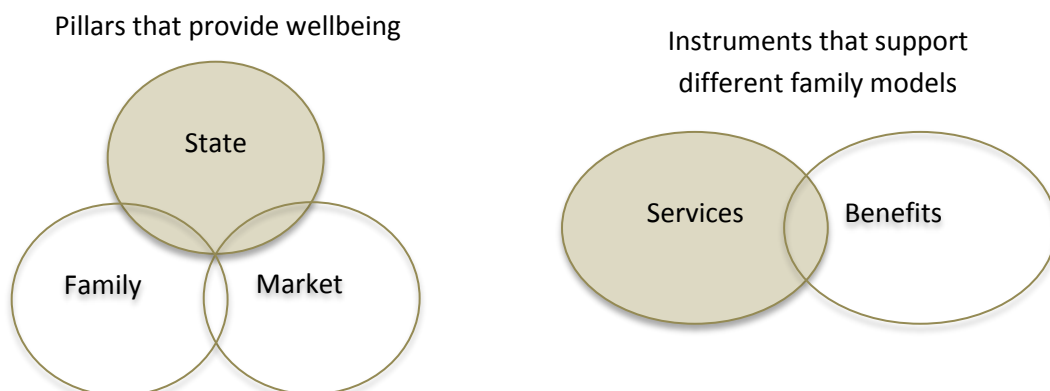 Pillars that provide wellbeing
State
Family
Market
Instruments that support
different family models
Services
Benefits